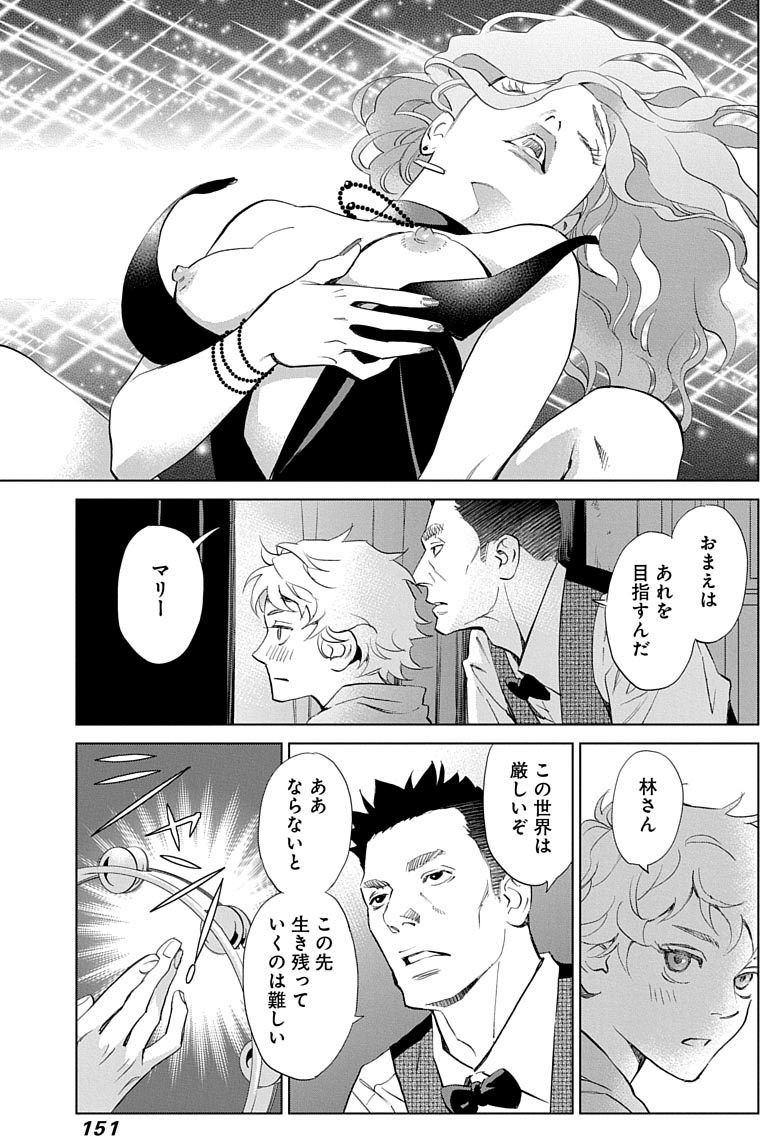 おまえは
あれを
目指すんだ
マリー
林さん
この世界は
厳しいぞ
ああ
ならないと
この先
生き残って
いくのは難しい
151